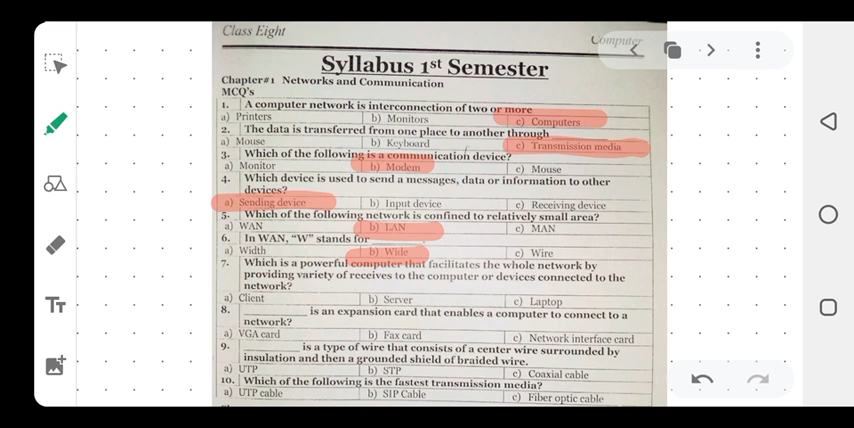 Class Eight
Computer
Syllabus 1st Semester
Chapter#1 Networks and Communication
MCQ's
1. A computer network is interconnection of two or more
a) Printers b) Monitors c) Computers
2. The data is transferred from one place to another through
a) Mouse b) Keyboard c) Transmission media
3. Which of the following is a communication device?
a) Monitor b) Modem c) Mouse
4. Which device is used to send a messages, data or information to other
devices?
a) Sending device b) Input device c) Receiving device
5. Which of the following network is confined to relatively small area?
a) WAN b) LAN c) MAN
6. In WAN, "W" stands for
a) Width b) Wide c) Wire
7. Which is a powerful computer that facilitates the whole network by
providing variety of receives to the computer or devices connected to the
network?
a) Client b) Server c) Laptop
8. __________ is an expansion card that enables a computer to connect to a
network?
a) VGA card b) Fax card c) Network interface card
9. __________ is a type of wire that consists of a center wire surrounded by
insulation and then a grounded shield of braided wire.
a) UTP b) STP c) Coaxial cable
10. Which of the following is the fastest transmission media?
a) UTP cable b) SIP Cable c) Fiber optic cable
Tт